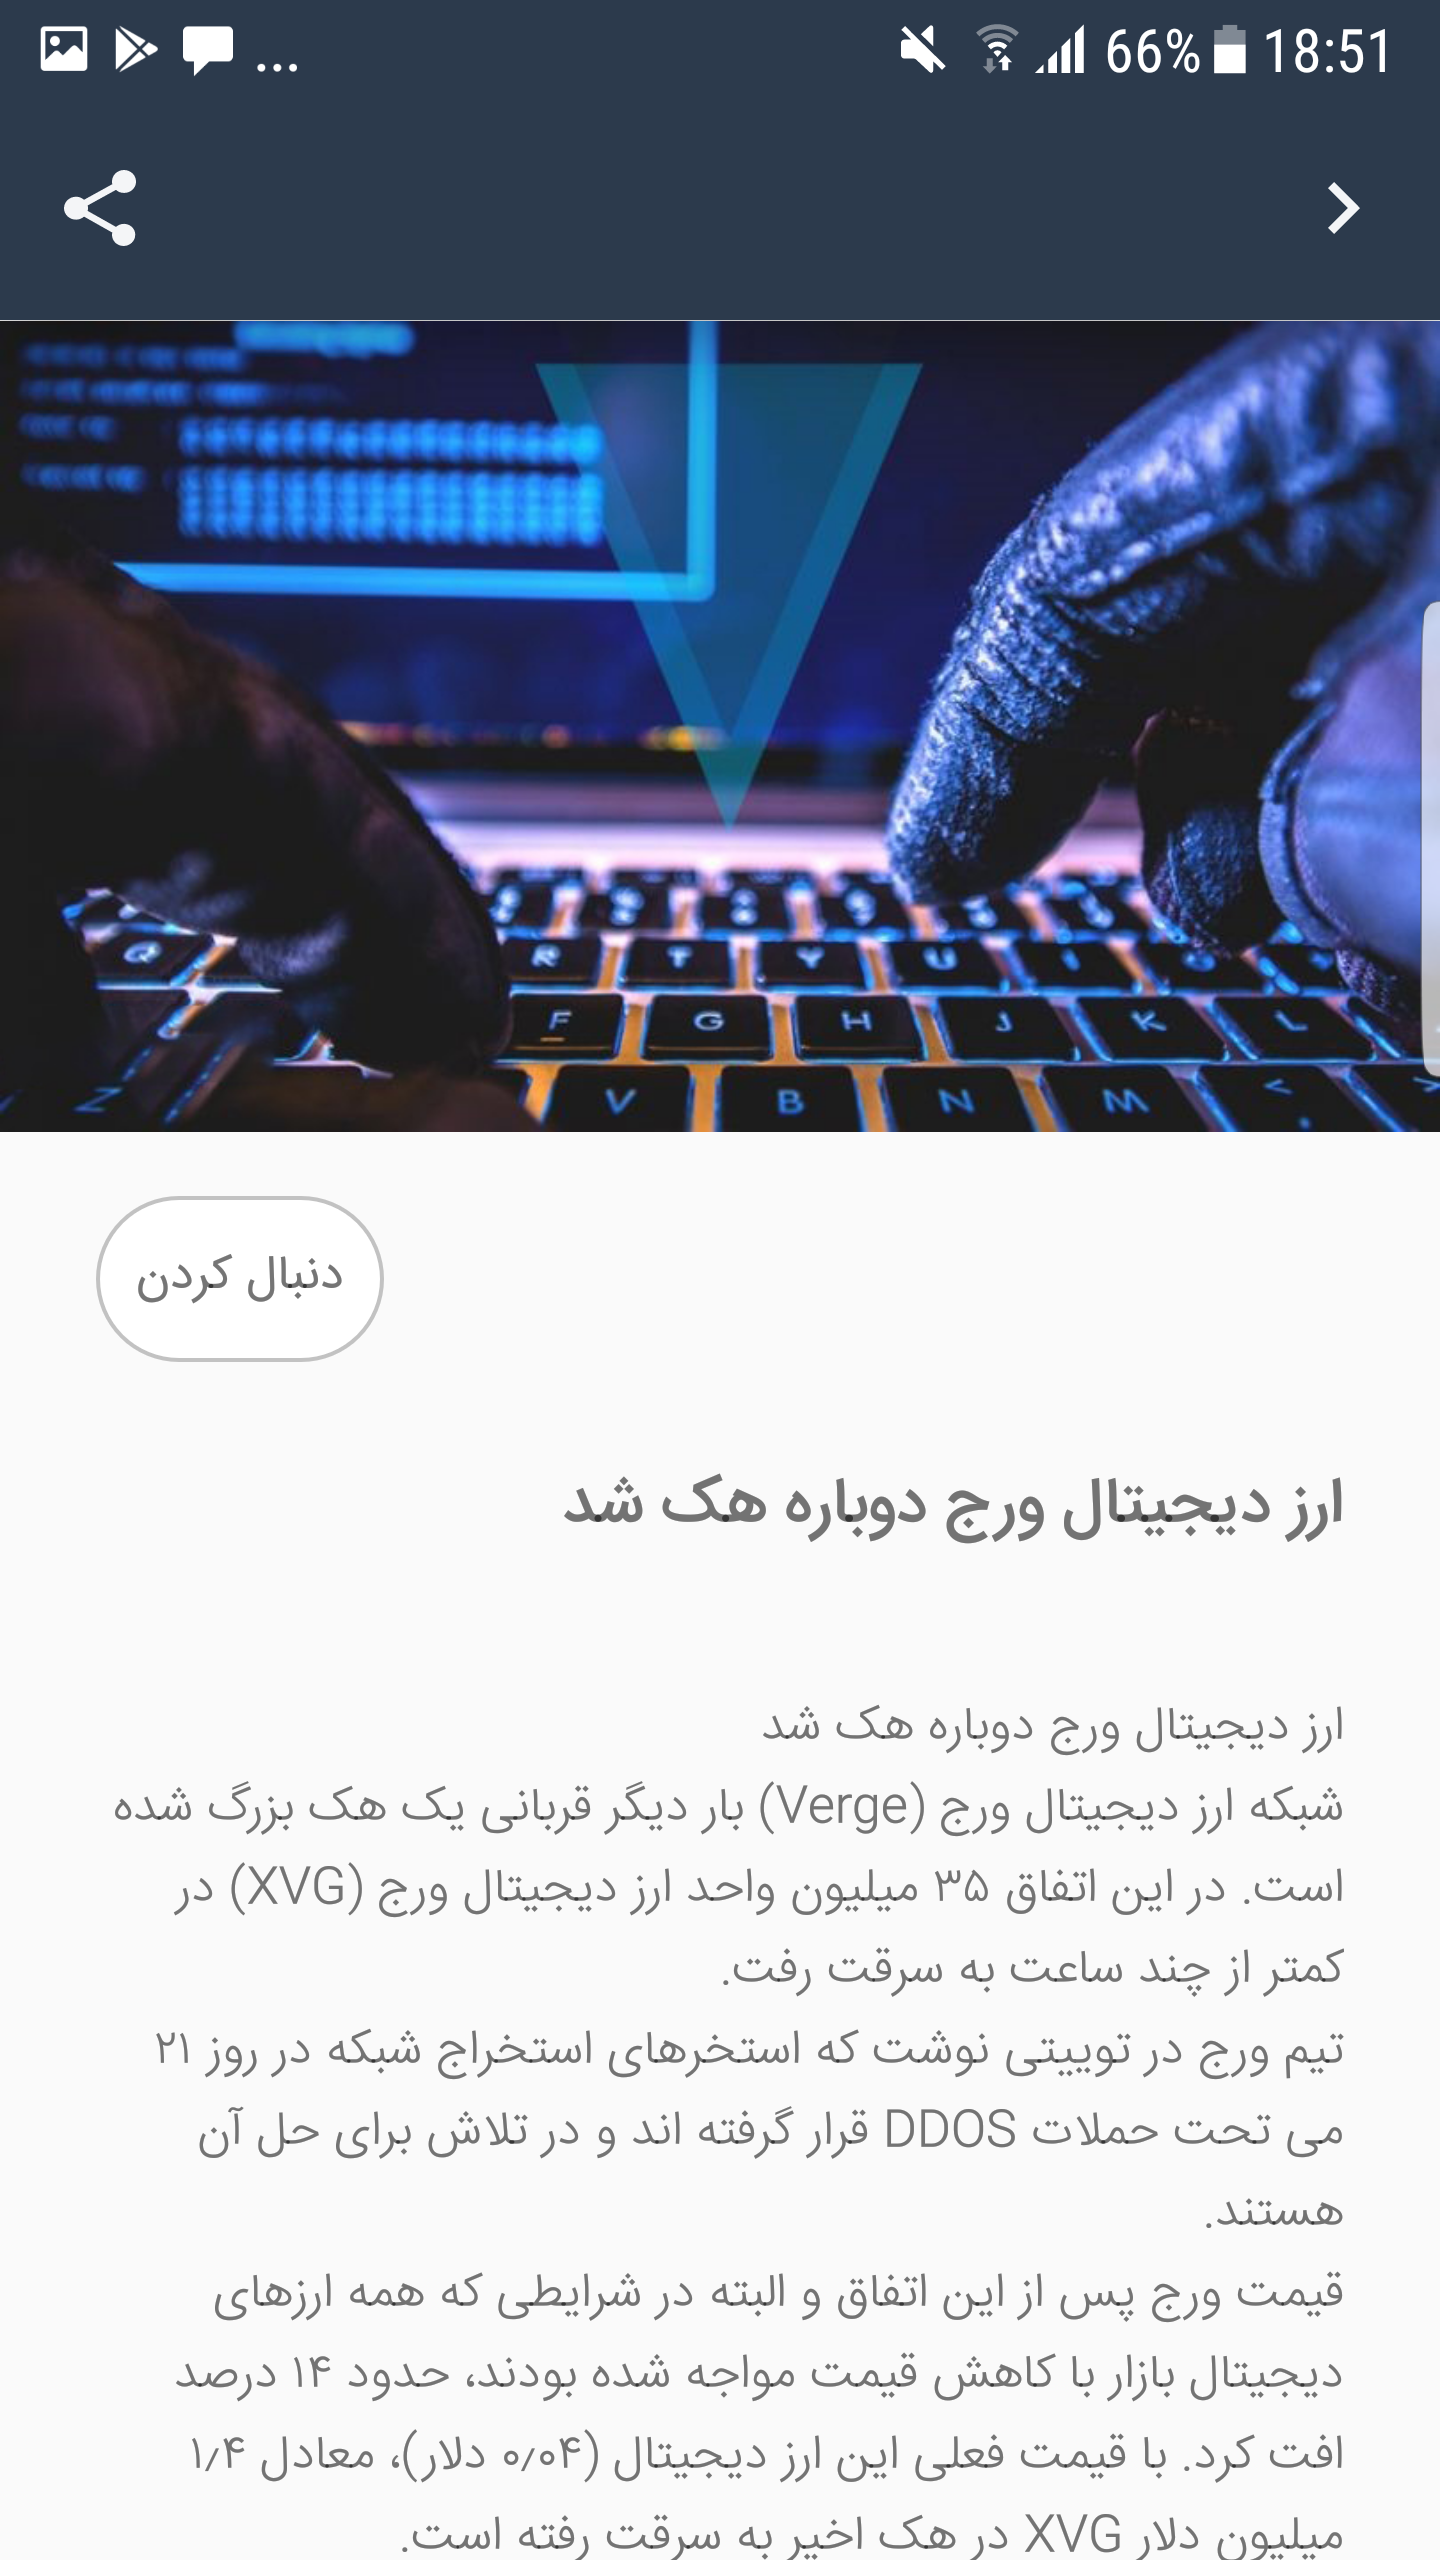 ... 66% 18:51
Q R T Y U I
F G H J K L
Z V B N M < >
دنبال کردن
ارز دیجیتال ورج دوباره هک شد
ارز دیجیتال ورج دوباره هک شد
شبکه ارز دیجیتال ورج (Verge) بار دیگر قربانی یک هک بزرگ شده
است. در این اتفاق ۳۵ میلیون واحد ارز دیجیتال ورج (XVG) در
کمتر از چند ساعت به سرقت رفت.
تیم ورج در توییتی نوشت که استخرهای استخراج شبکه در روز ۲۱
می تحت حملات DDOS قرار گرفته اند و در تلاش برای حل آن
هستند.
قیمت ورج پس از این اتفاق و البته در شرایطی که همه ارزهای
دیجیتال بازار با کاهش قیمت مواجه شده بودند، حدود ۱۴ درصد
افت کرد. با قیمت فعلی این ارز دیجیتال (۰٫۰۴ دلار)، معادل ۱٫۴
میلیون دلار XVG در هک اخیر به سرقت رفته است.